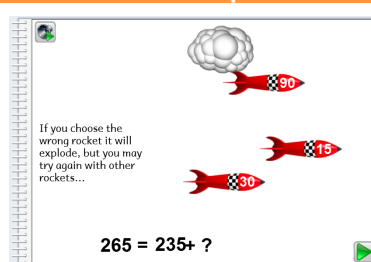 90
If you choose the
wrong rocket it will
explode, but you may
try again with other
rockets...
15
30
265 = 235+ ?